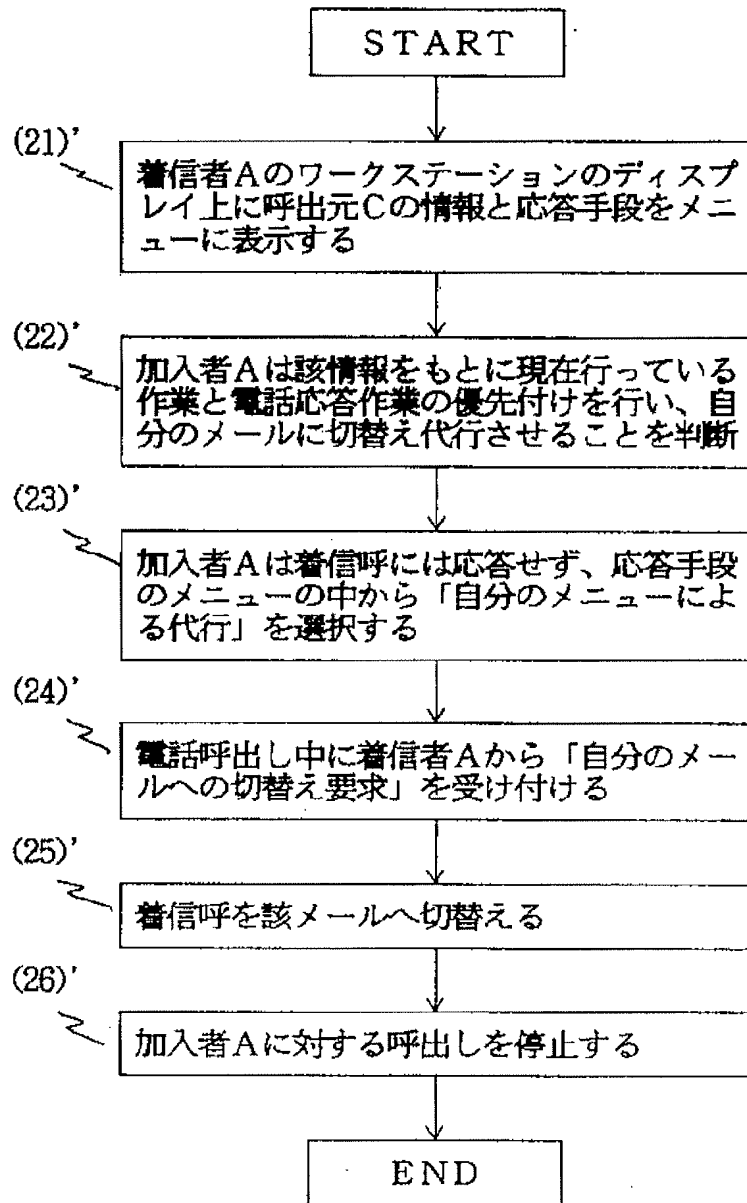 START
(21)'
着信者Aのワークステーションのディスプ
レイ上に呼出元Cの情報と応答手段をメニ
ューに表示する
(22)'
加入者Aは該情報をもとに現在行っている
作業と電話応答作業の優先付けを行い、自
分のメールに切替え代行させることを判断
(23)'
加入者Aは着信呼には応答せず、応答手段
のメニューの中から「自分のメニューによ
る代行」を選択する
(24)'
電話呼出し中に着信者Aから「自分のメー
ルへの切替え要求」を受け付ける
(25)'
着信呼を該メールへ切替える
(26)'
加入者Aに対する呼出しを停止する
END